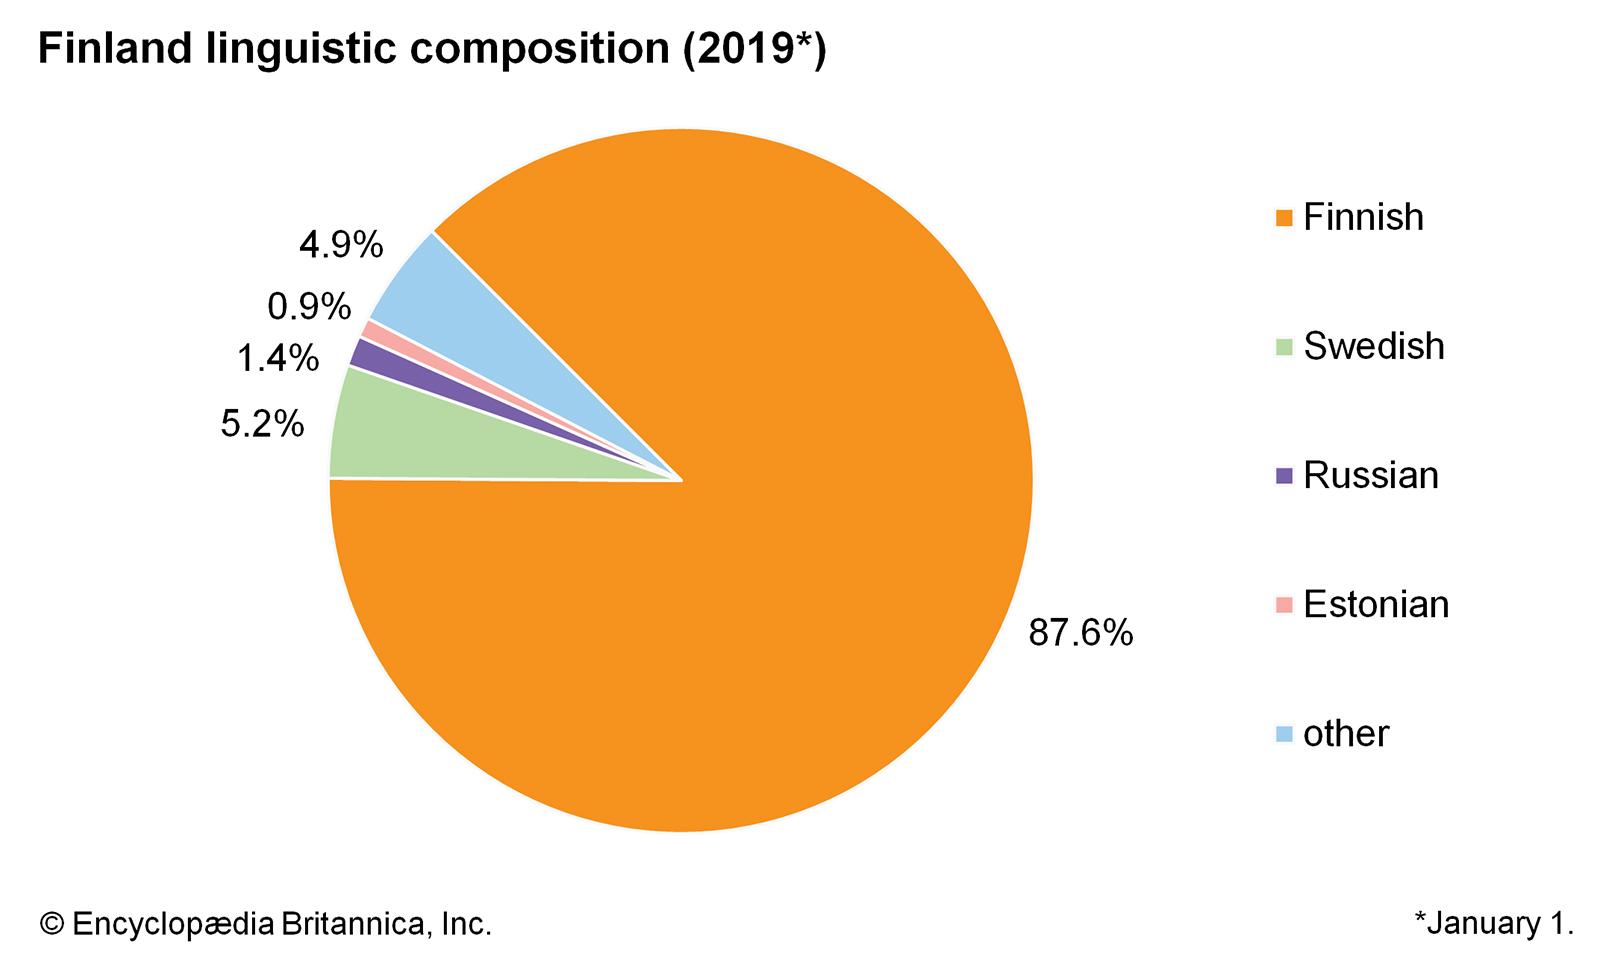 Finland linguistic composition (2019*)
4.9%
0.9%
1.4%
5.2%
87.6%
Finnish
Swedish
Russian
Estonian
other
© Encyclopædia Britannica, Inc.
*January 1.